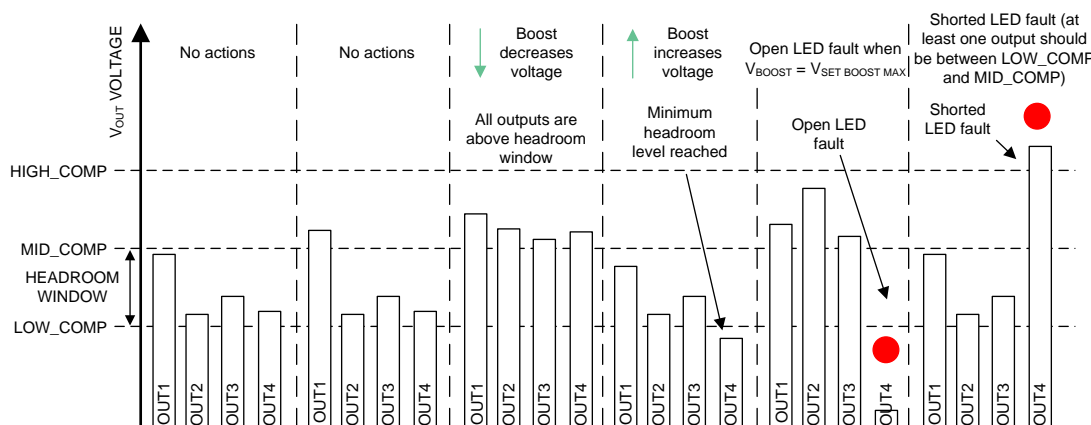 V_OUT VOLTAGE
HIGH_COMP
MID_COMP
HEADROOM
WINDOW
LOW_COMP
No actions
OUT1
OUT2
OUT3
OUT4
No actions
OUT1
OUT2
OUT3
OUT4
Boost
decreases
voltage
All outputs are
above headroom
window
OUT1
OUT2
OUT3
OUT4
Boost
increases
voltage
Minimum
headroom
level reached
OUT1
OUT2
OUT3
OUT4
Open LED fault when
V_BOOST = V_SET BOOST MAX
Open LED
fault
OUT1
OUT2
OUT3
OUT4
Shorted LED fault (at
least one output should
be between LOW_COMP
and MID_COMP)
Shorted
LED fault
OUT1
OUT2
OUT3
OUT4